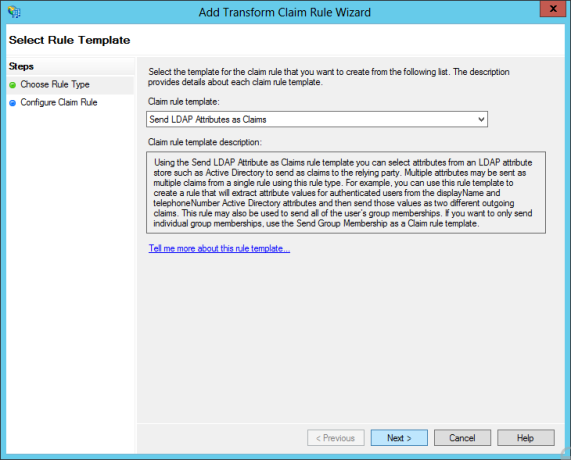 Add Transform Claim Rule Wizard
X
Select Rule Template
Steps
Choose Rule Type
Configure Claim Rule
Select the template for the claim rule that you want to create from the following list. The description
provides details about each claim rule template.
Claim rule template:
Send LDAP Attributes as Claims
Claim rule template description:
Using the Send LDAP Attribute as Claims rule template you can select attributes from an LDAP attribute
store such as Active Directory to send as claims to the relying party. Multiple attributes may be sent as
multiple claims from a single rule using this rule type. For example, you can use this rule template to
create a rule that will extract attribute values for authenticated users from the displayName and
telephoneNumber Active Directory attributes and then send those values as two different outgoing
claims. This rule may also be used to send all of the user's group memberships. If you want to only send
individual group memberships, use the Send Group Membership as a Claim rule template.
Tell me more about this rule template...
< Previous
Next >
Cancel
Help